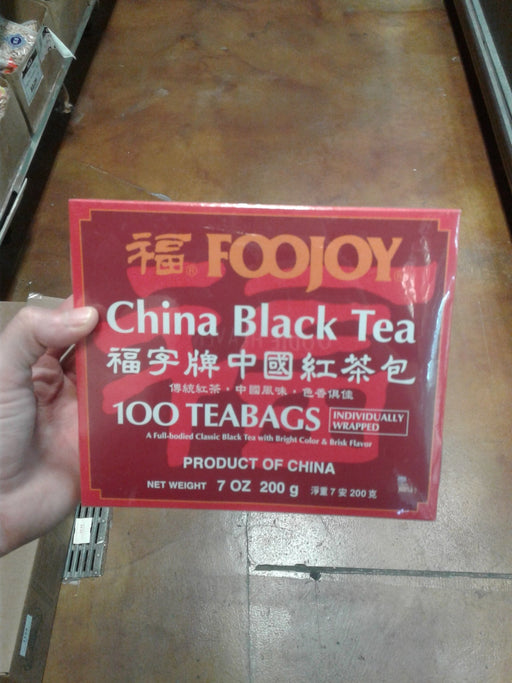 福® FOOJOY
China Black Tea
福字牌中國紅茶包
傳統紅茶・中國風味・色香俱佳
100 TEABAGS INDIVIDUALLY WRAPPED
A Full-bodied Classic Black Tea with Bright Color & Brisk Flavor
PRODUCT OF CHINA
NET WEIGHT 7 OZ 200 g 淨重7安200克